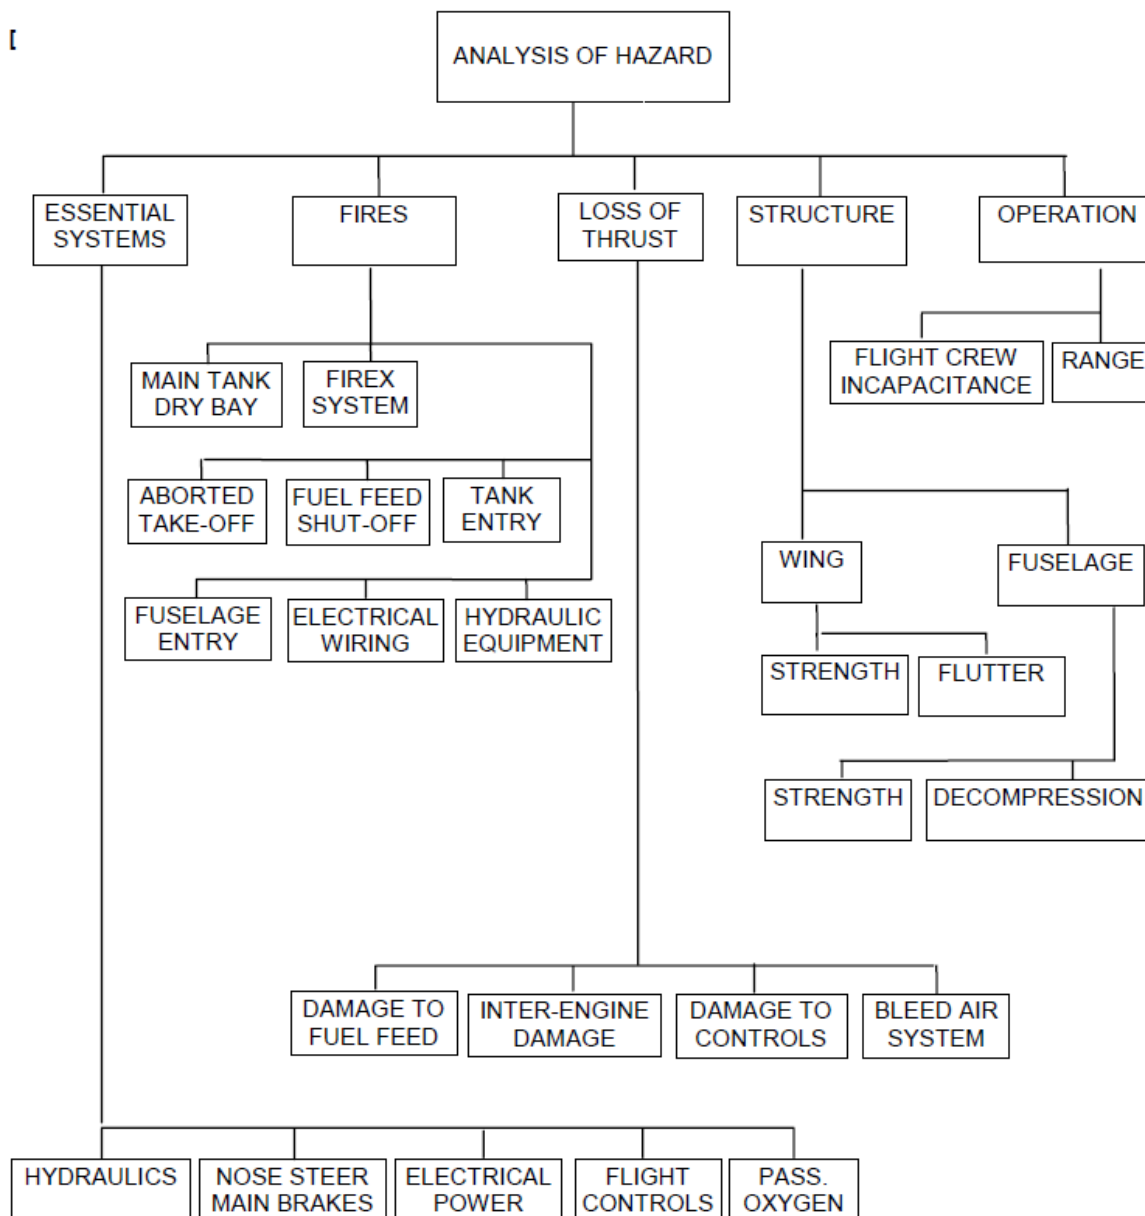 [
ANALYSIS OF HAZARD
ESSENTIAL
SYSTEMS
FIRES
LOSS OF
THRUST
STRUCTURE
OPERATION
MAIN TANK
DRY BAY
FIREX
SYSTEM
FLIGHT CREW
INCAPACITANCE
RANGE
ABORTED
TAKE-OFF
FUEL FEED
SHUT-OFF
TANK
ENTRY
WING
FUSELAGE
FUSELAGE
ENTRY
ELECTRICAL
WIRING
HYDRAULIC
EQUIPMENT
STRENGTH
FLUTTER
STRENGTH
DECOMPRESSION
DAMAGE TO
FUEL FEED
INTER-ENGINE
DAMAGE
DAMAGE TO
CONTROLS
BLEED AIR
SYSTEM
HYDRAULICS
NOSE STEER
MAIN BRAKES
ELECTRICAL
POWER
FLIGHT
CONTROLS
PASS.
OXYGEN